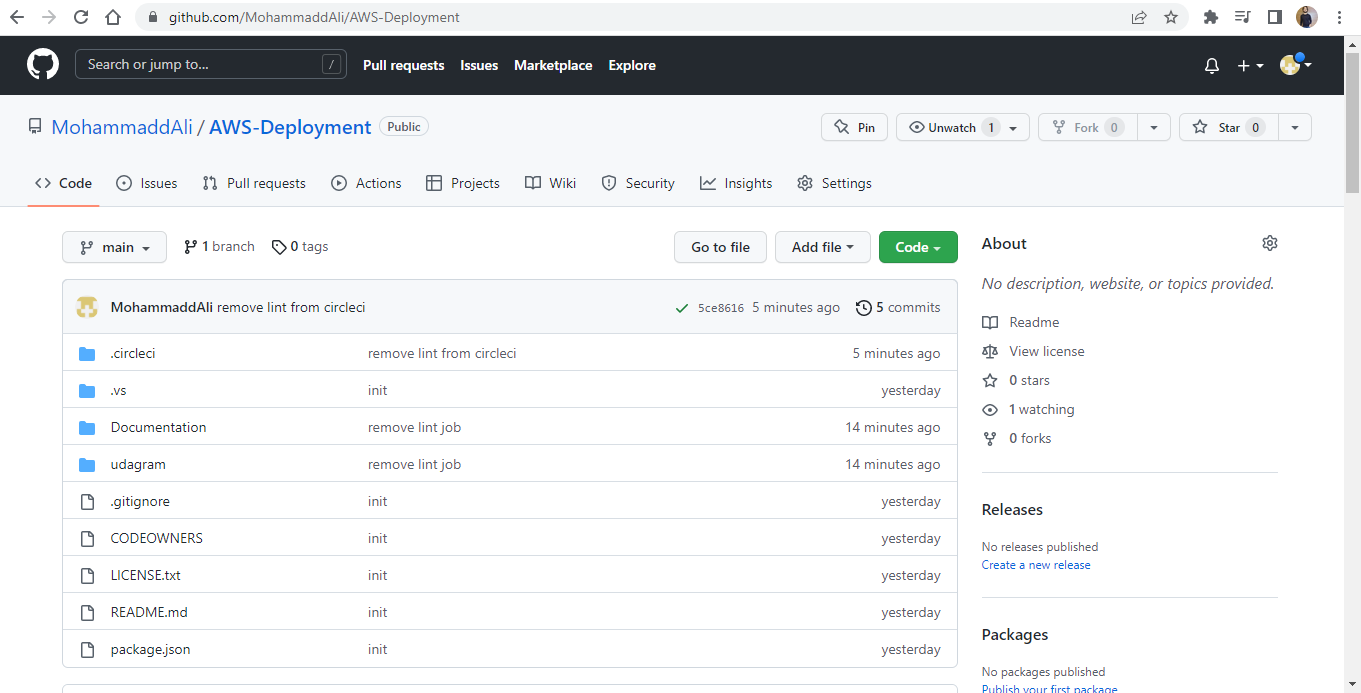 github.com/MohammaddAli/AWS-Deployment
Search or jump to... /
Pull requests Issues Marketplace Explore
MohammaddAli / AWS-Deployment Public
Pin Unwatch 1 Fork 0 Star 0
Code Issues Pull requests Actions Projects Wiki Security Insights Settings
main 1 branch 0 tags Go to file Add file Code
MohammaddAli remove lint from circleci 5ce8616 5 minutes ago 5 commits
.circleci remove lint from circleci 5 minutes ago
.vs init yesterday
Documentation remove lint job 14 minutes ago
udagram remove lint job 14 minutes ago
.gitignore init yesterday
CODEOWNERS init yesterday
LICENSE.txt init yesterday
README.md init yesterday
package.json init yesterday
About
No description, website, or topics provided.
Readme
View license
0 stars
1 watching
0 forks
Releases
No releases published
Create a new release
Packages
No packages published
Publish your first package